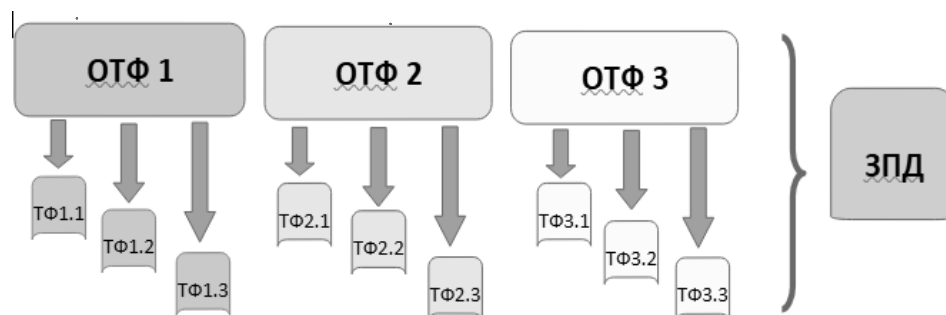 ОТФ 1
ОТФ 2
ОТФ 3
ЗПД
ТФ1.1
ТФ1.2
ТФ1.3
ТФ2.1
ТФ2.2
ТФ2.3
ТФ3.1
ТФ3.2
ТФ3.3